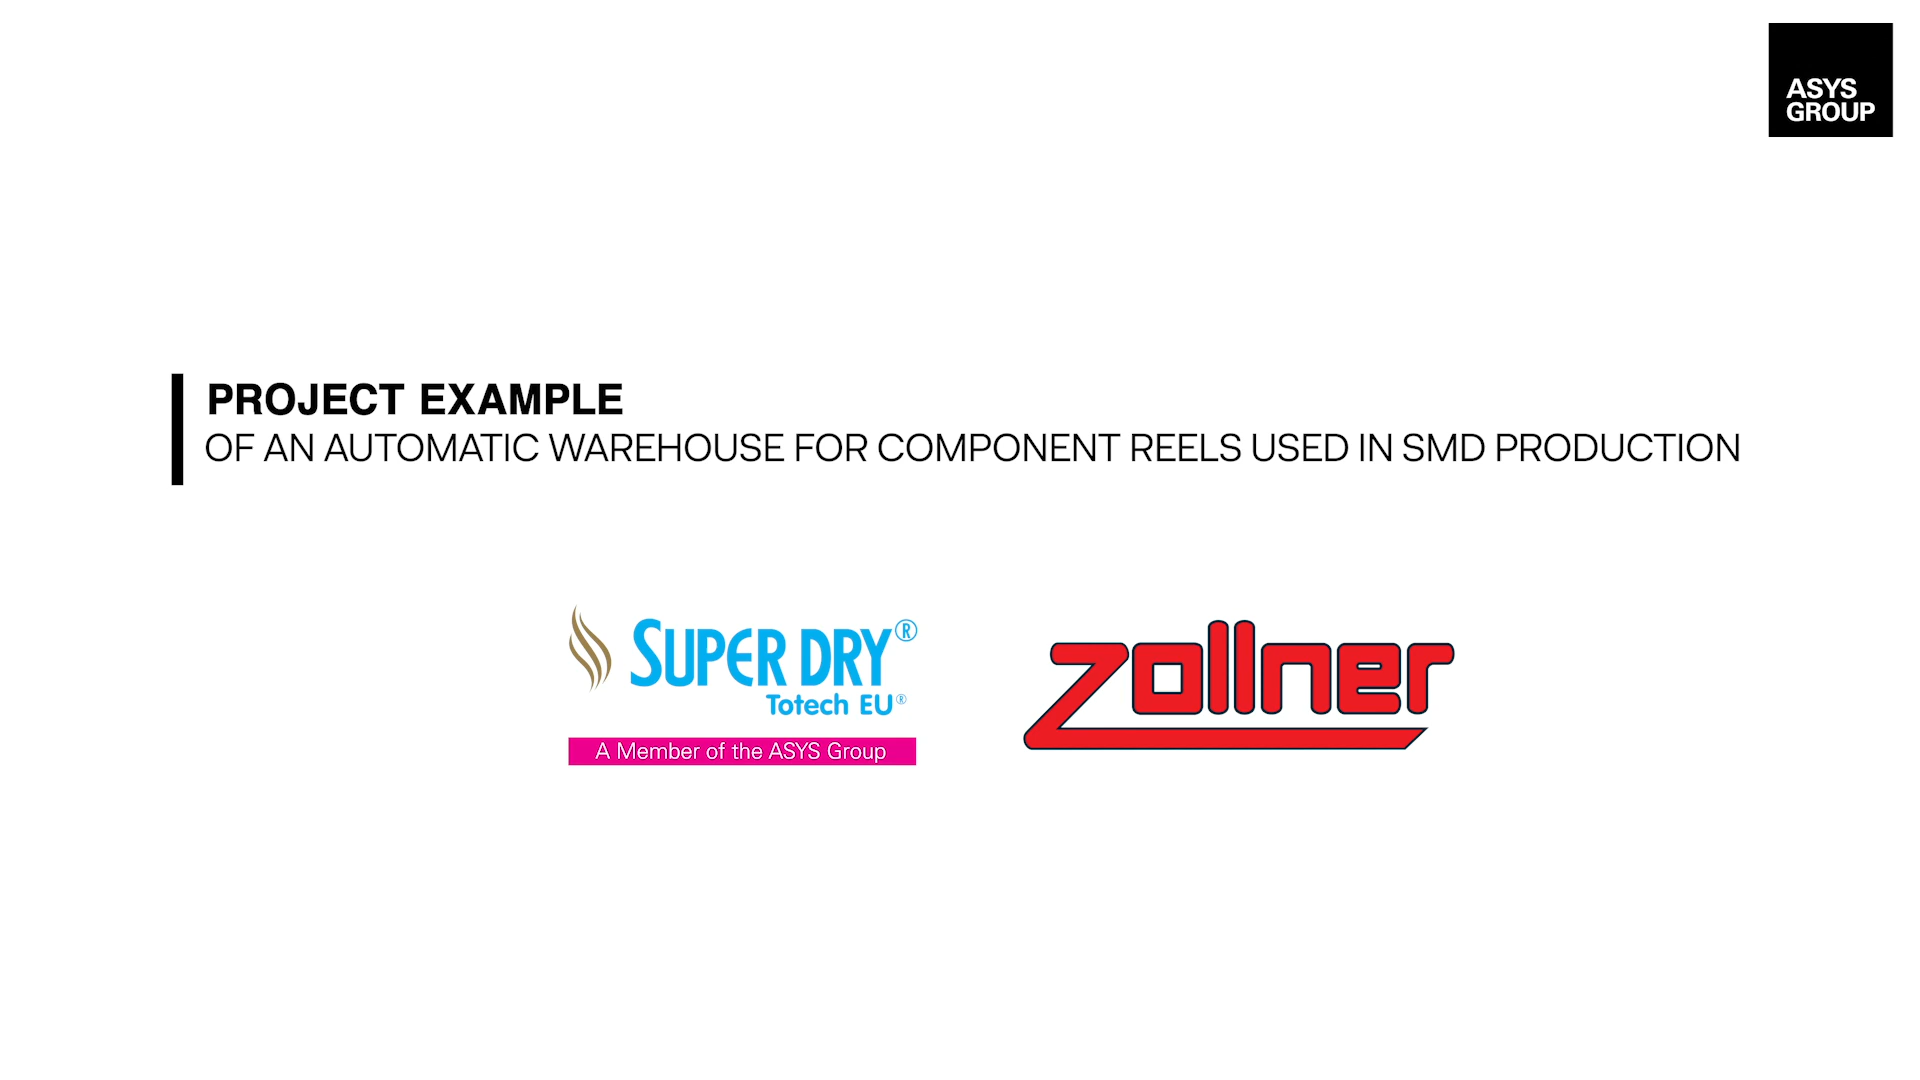 ASYS
GROUP
PROJECT EXAMPLE
OF AN AUTOMATIC WAREHOUSE FOR COMPONENT REELS USED IN SMD PRODUCTION
SUPER DRY®
Totech EU®
A Member of the ASYS Group
zollner